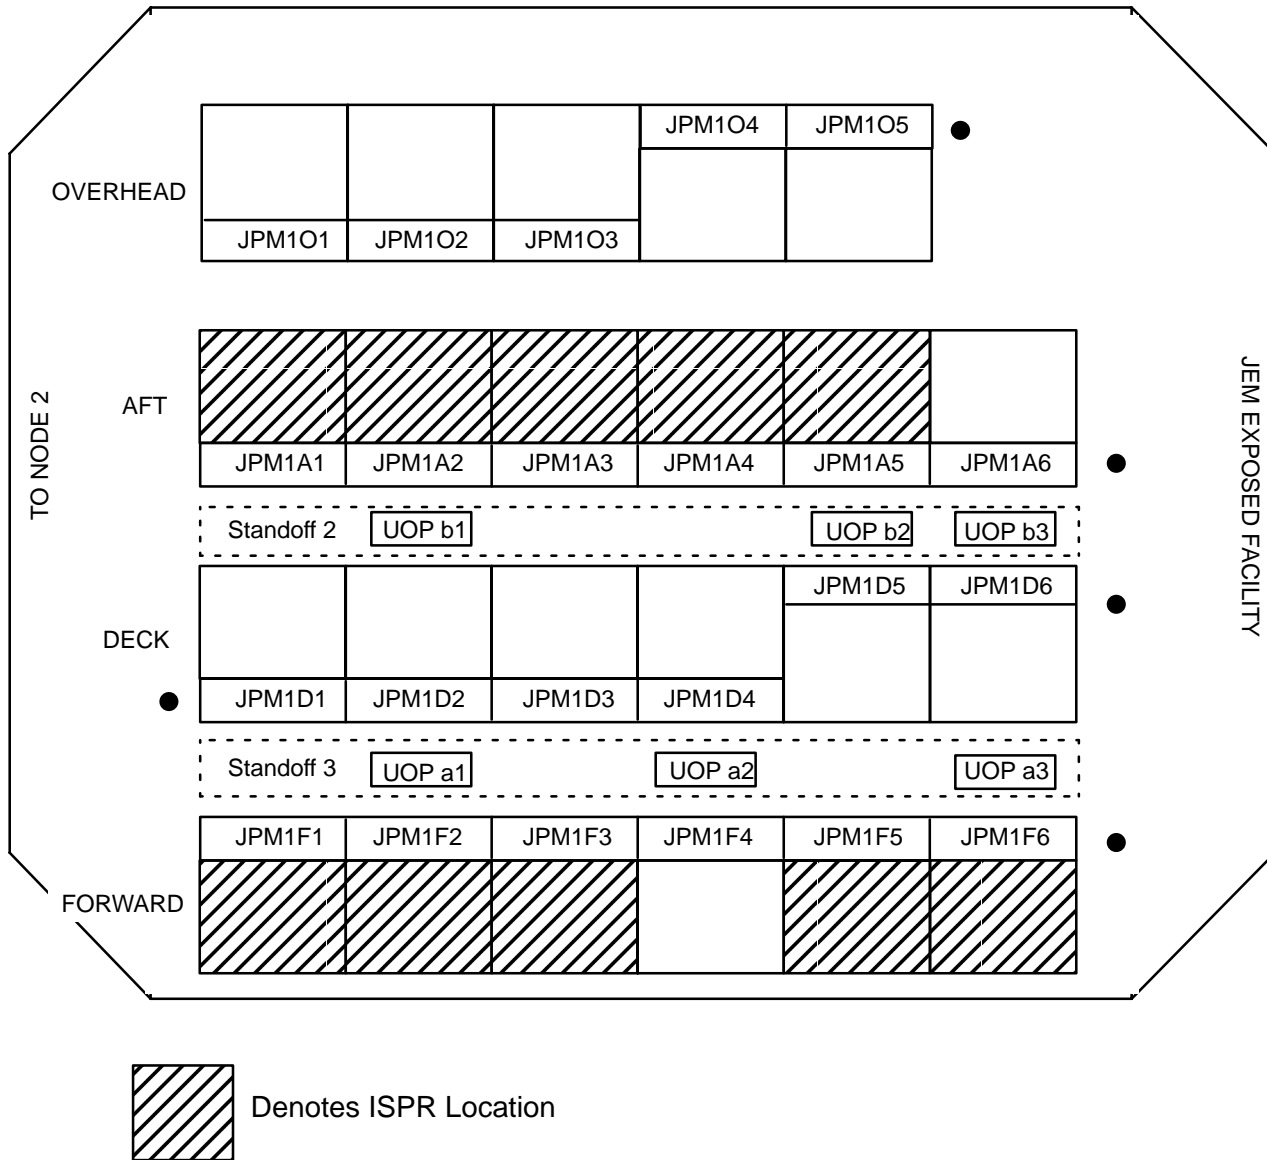 JPM1O4 JPM1O5
OVERHEAD
JPM1O1 JPM1O2 JPM1O3
TO NODE 2
AFT
JEM EXPOSED FACILITY
JPM1A1 JPM1A2 JPM1A3 JPM1A4 JPM1A5 JPM1A6
Standoff 2 UOP b1 UOP b2 UOP b3
JPM1D5 JPM1D6
DECK
JPM1D1 JPM1D2 JPM1D3 JPM1D4
Standoff 3 UOP a1 UOP a2 UOP a3
JPM1F1 JPM1F2 JPM1F3 JPM1F4 JPM1F5 JPM1F6
FORWARD
Denotes ISPR Location